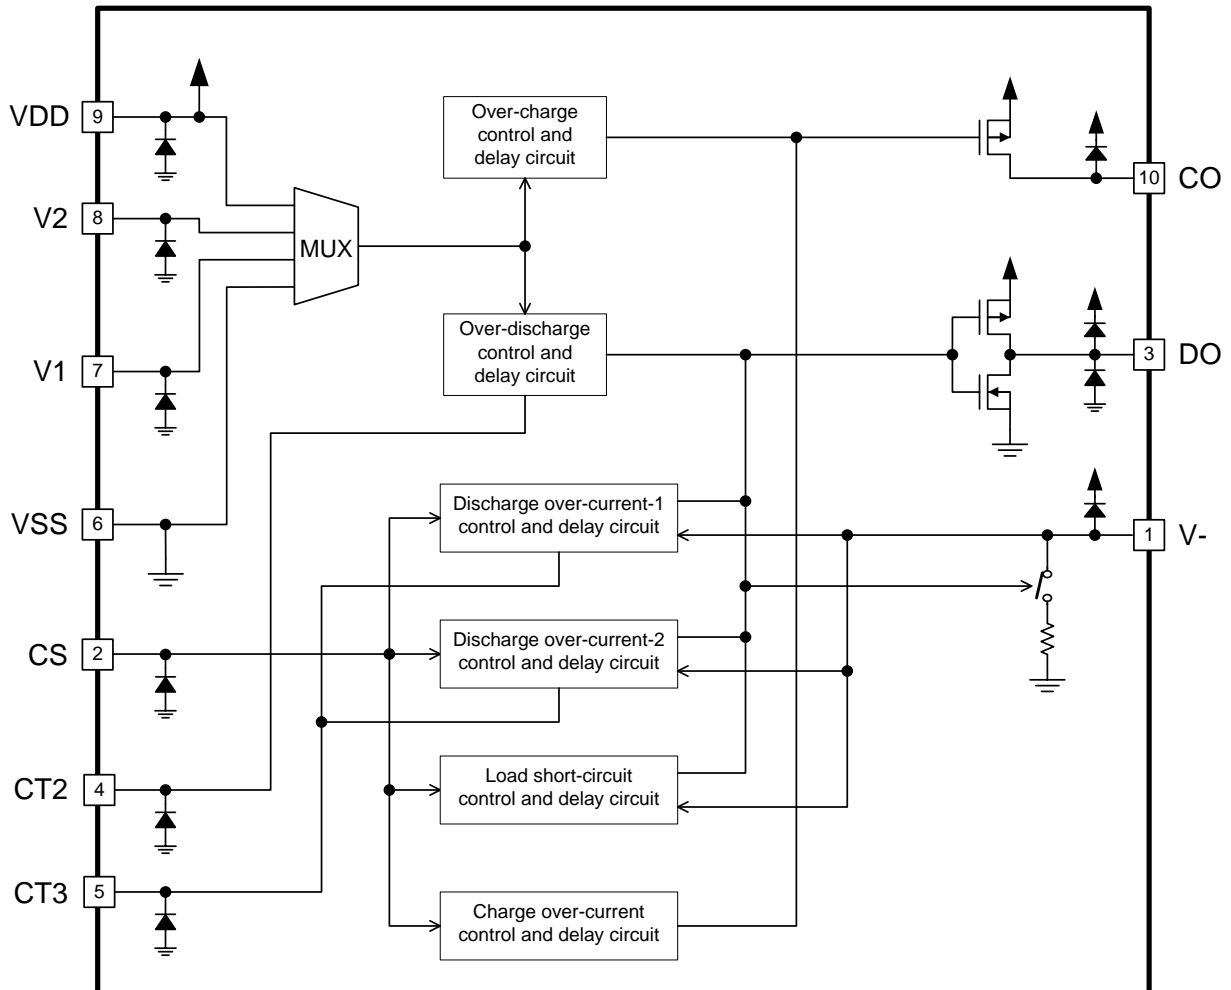 VDD
9
V2
8
V1
7
VSS
6
CS
2
CT2
4
CT3
5
MUX
Over-charge
control and
delay circuit
Over-discharge
control and
delay circuit
Discharge over-current-1
control and delay circuit
Discharge over-current-2
control and delay circuit
Load short-circuit
control and delay circuit
Charge over-current
control and delay circuit
10
CO
3
DO
1
V-